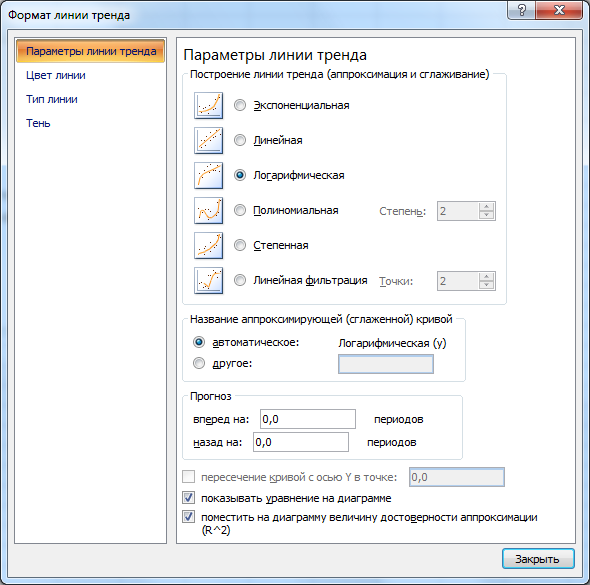 Формат линии тренда
Параметры линии тренда
Цвет линии
Тип линии
Тень
Параметры линии тренда
Построение линии тренда (аппроксимация и сглаживание)
Экспоненциальная
Линейная
Логарифмическая
Полиномиальная Степень: 2
Степенная
Линейная фильтрация Точки: 2
Название аппроксимирующей (сглаженной) кривой
автоматическое: Логарифмическая (y)
другое:
Прогноз
вперед на: 0,0 периодов
назад на: 0,0 периодов
пересечение кривой с осью Y в точке: 0,0
показывать уравнение на диаграмме
поместить на диаграмму величину достоверности аппроксимации
(R^2)
Закрыть